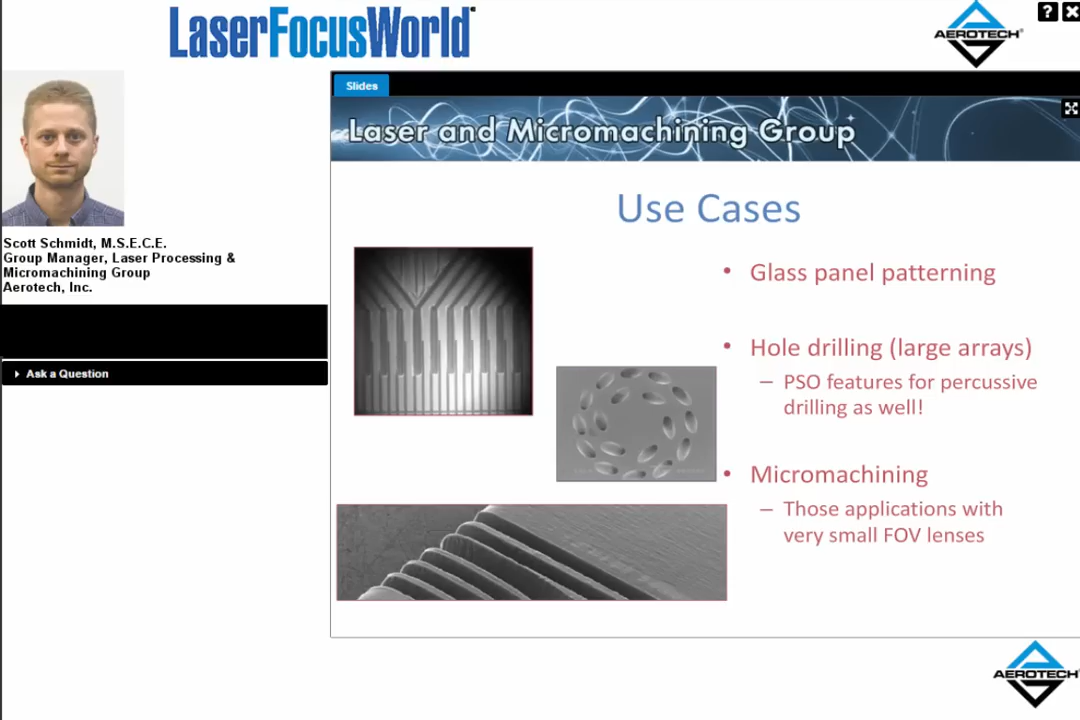 LaserFocusWorld
AEROTECH
?
Slides
Laser and Micromachining Group
Scott Schmidt, M.S.E.C.E.
Group Manager, Laser Processing &
Micromachining Group
Aerotech, Inc.
Ask a Question
Use Cases
• Glass panel patterning
• Hole drilling (large arrays)
– PSO features for percussive
drilling as well!
• Micromachining
– Those applications with
very small FOV lenses
AEROTECH